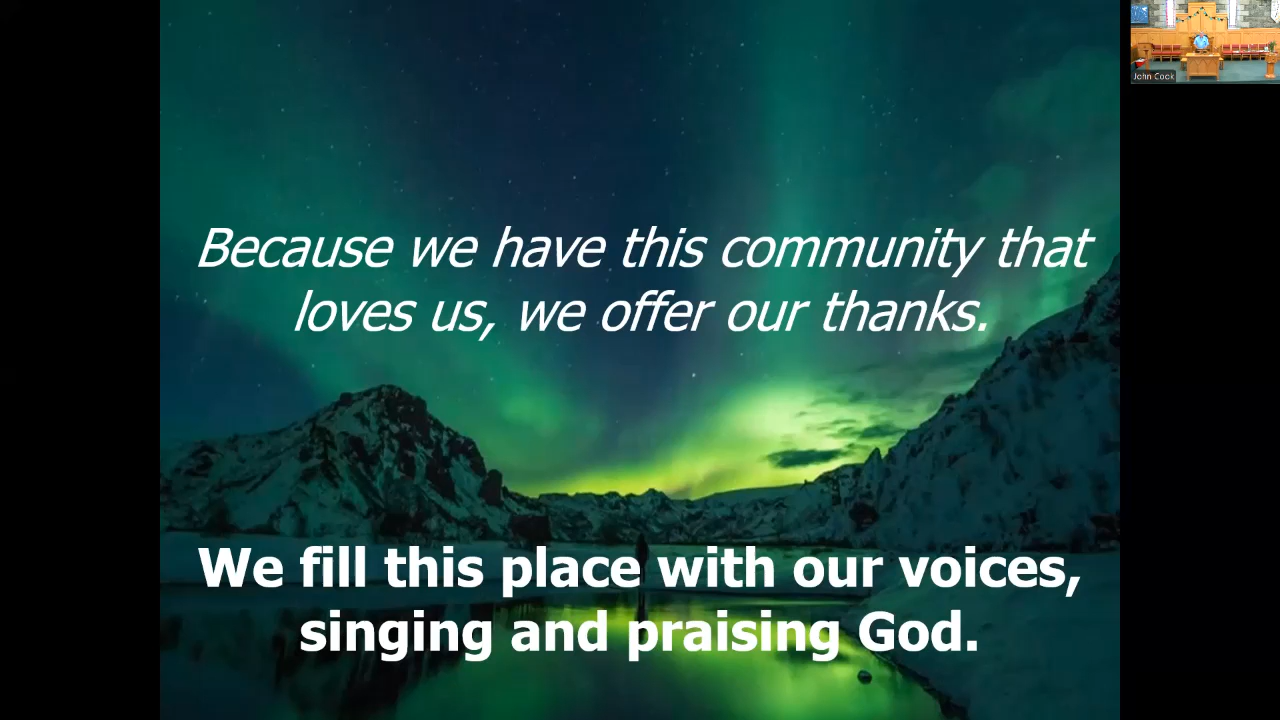 Because we have this community that
loves us, we offer our thanks.
We fill this place with our voices,
singing and praising God.
John Cook